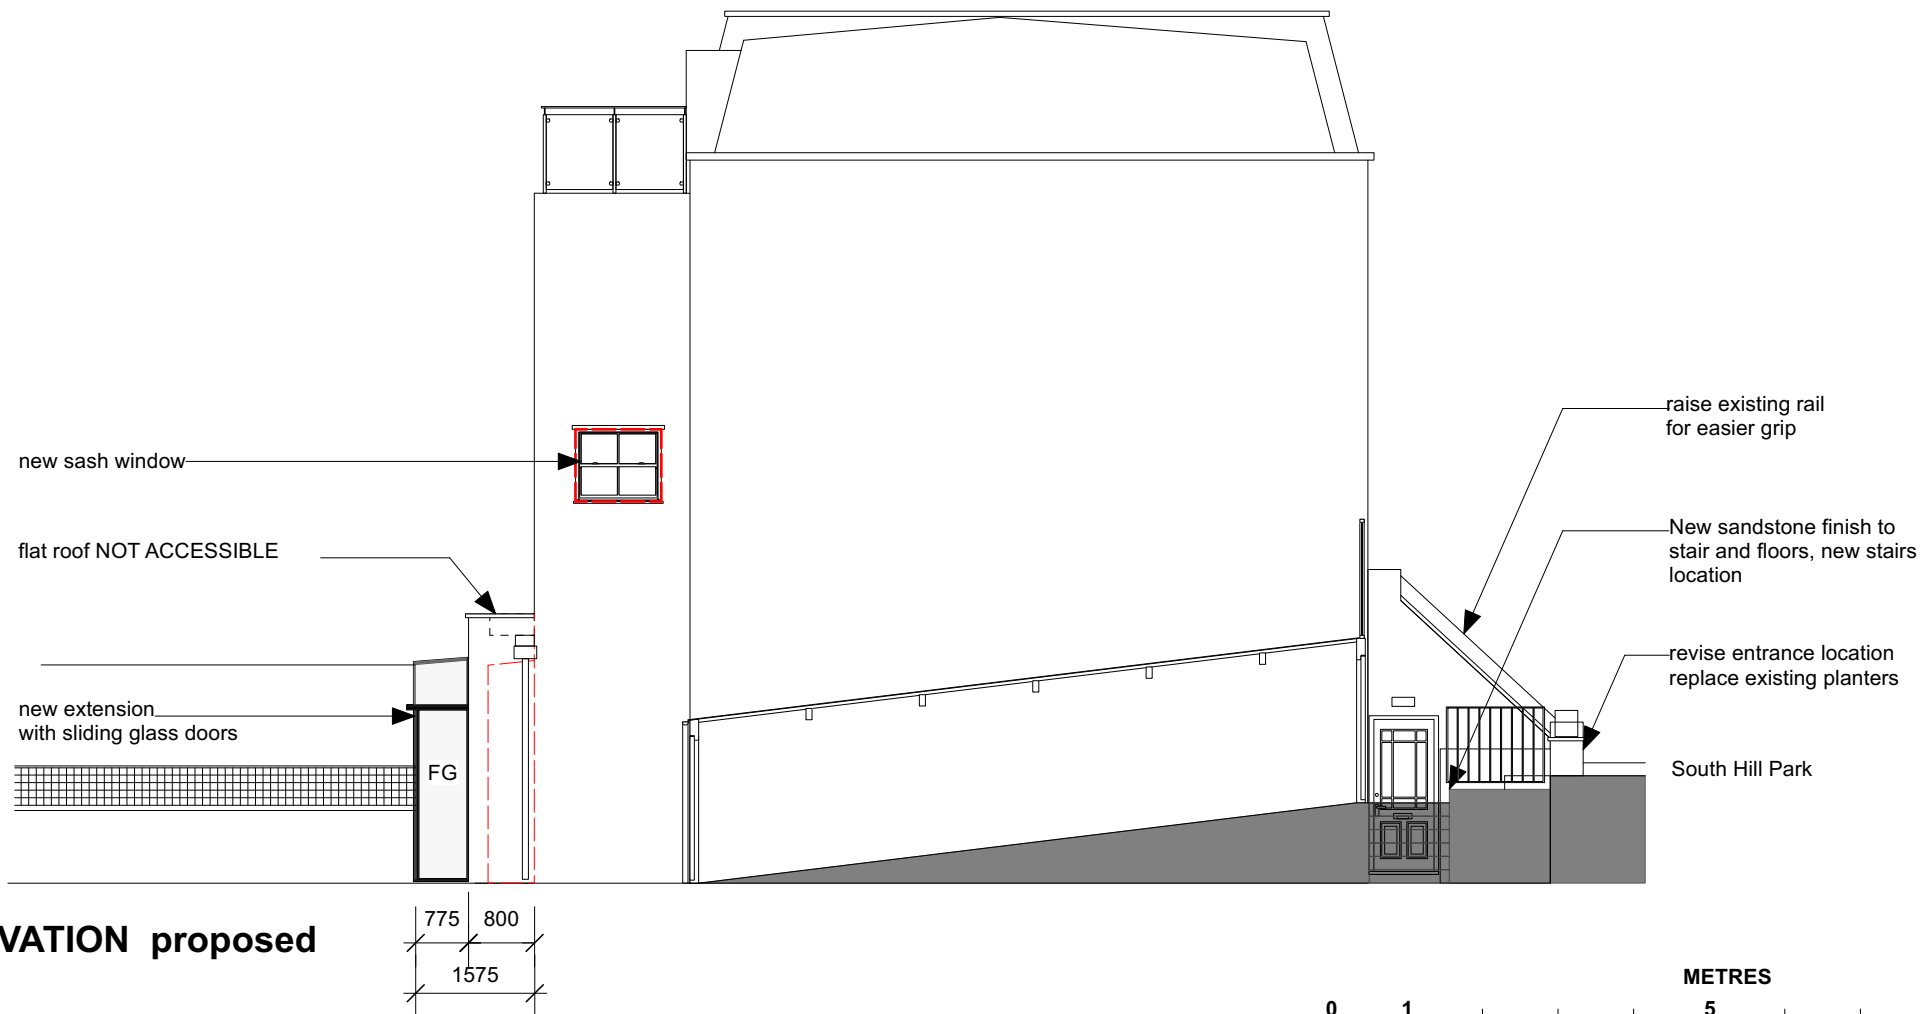 new sash window
flat roof NOT ACCESSIBLE
new extension
with sliding glass doors
FG
raise existing rail
for easier grip
New sandstone finish to
stair and floors, new stairs
location
revise entrance location
replace existing planters
South Hill Park
775 800
1575
VATION proposed
METRES
0 1 5